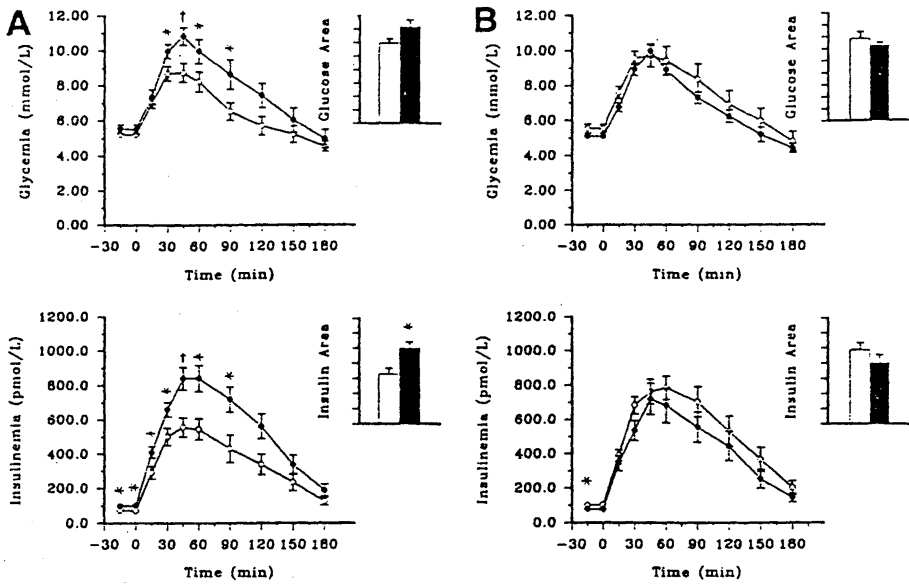 A
12.00
10.00
8.00
6.00
4.00
2.00
0.00
Glycemia (mmol/L)
* † * *
-30 0 30 60 90 120 150 180
Time (min)
Glucose Area
B
12.00
10.00
8.00
6.00
4.00
2.00
0.00
Glycemia (mmol/L)
-30 0 30 60 90 120 150 180
Time (min)
Glucose Area
1200.0
1000.0
800.0
600.0
400.0
200.0
0.0
Insulinemia (pmol/L)
* * * * † * *
-30 0 30 60 90 120 150 180
Time (min)
Insulin Area
*
1200.0
1000.0
800.0
600.0
400.0
200.0
0.0
Insulinemia (pmol/L)
*
-30 0 30 60 90 120 150 180
Time (min)
Insulin Area